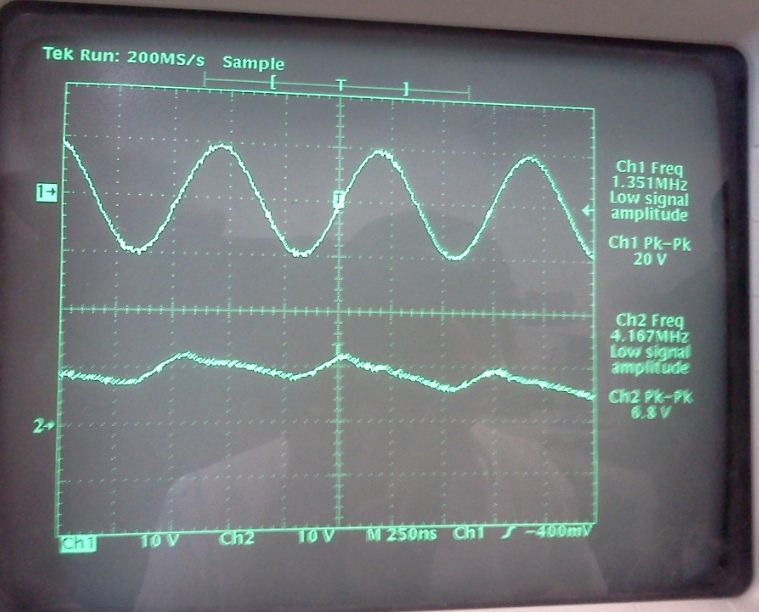 Tek Run: 200MS/s Sample
[ T ]
1→
T
Ch1 Freq
1.351MHz
Low signal
amplitude
Ch1 Pk-Pk
20 V
Ch2 Freq
4.167MHz
Low signal
amplitude
Ch2 Pk-Pk
6.8 V
2→
Ch1 10 V Ch2 10 V M 250ns Ch1 ʃ -400mV